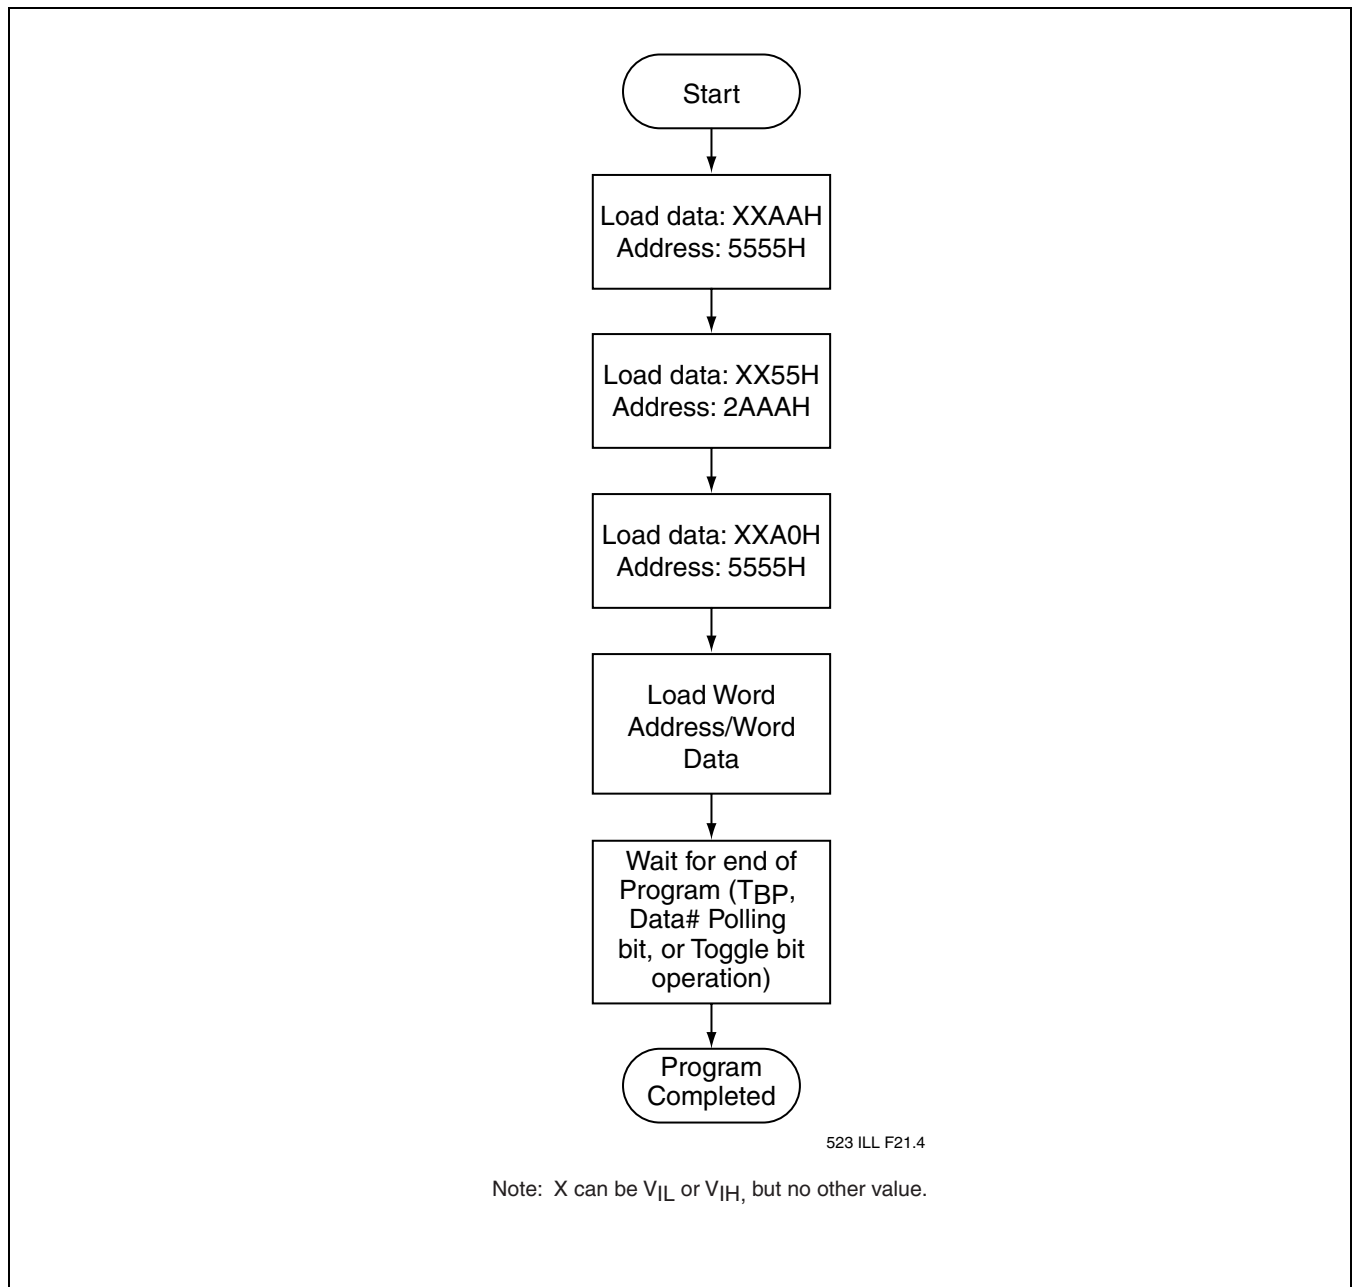 Start
Load data: XXAAH
Address: 5555H
Load data: XX55H
Address: 2AAAH
Load data: XXA0H
Address: 5555H
Load Word
Address/Word
Data
Wait for end of
Program (TBP,
Data# Polling
bit, or Toggle bit
operation)
Program
Completed
523 ILL F21.4
Note: X can be VIL or VIH, but no other value.